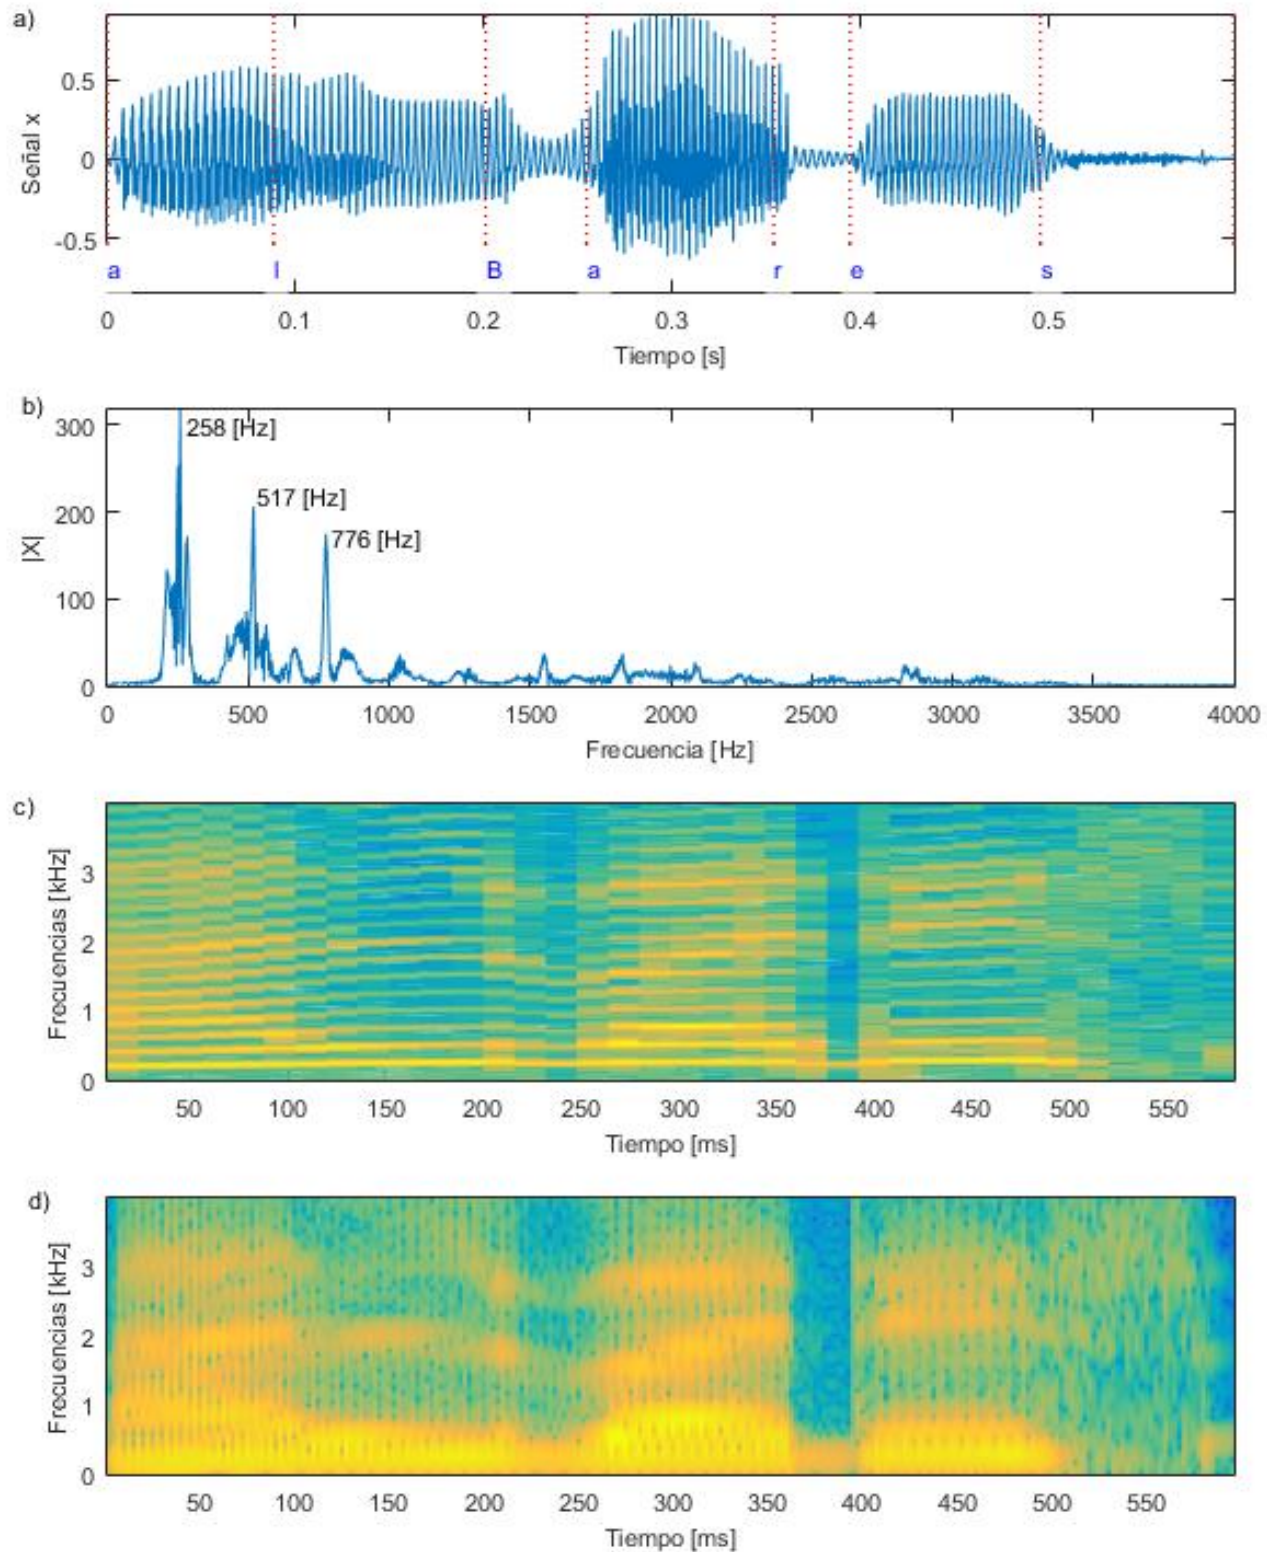 a)
Señal x
0.5
0
-0.5
a l B a r e s
0 0.1 0.2 0.3 0.4 0.5
Tiempo [s]
b)
|X|
300
200
100
0
258 [Hz]
517 [Hz]
776 [Hz]
0 500 1000 1500 2000 2500 3000 3500 4000
Frecuencia [Hz]
c)
Frecuencias [kHz]
3
2
1
0
50 100 150 200 250 300 350 400 450 500 550
Tiempo [ms]
d)
Frecuencias [kHz]
3
2
1
0
50 100 150 200 250 300 350 400 450 500 550
Tiempo [ms]